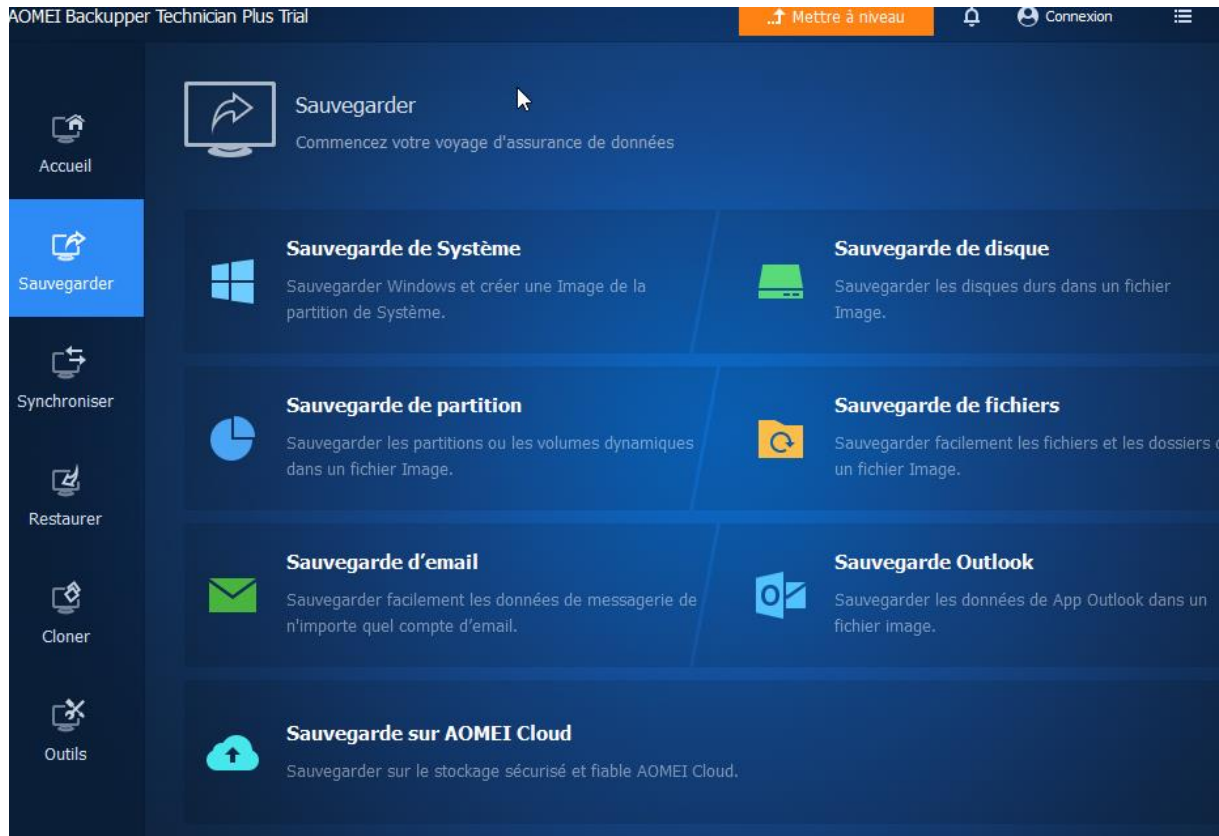 AOMEI Backupper Technician Plus Trial
Mettre à niveau
Connexion
Accueil
Sauvegarder
Synchroniser
Restaurer
Cloner
Outils
Sauvegarder
Commencez votre voyage d'assurance de données
Sauvegarde de Système
Sauvegarder Windows et créer une Image de la
partition de Système.
Sauvegarde de disque
Sauvegarder les disques durs dans un fichier
Image.
Sauvegarde de partition
Sauvegarder les partitions ou les volumes dynamiques
dans un fichier Image.
Sauvegarde de fichiers
Sauvegarder facilement les fichiers et les dossiers
un fichier Image.
Sauvegarde d’email
Sauvegarder facilement les données de messagerie de
n'importe quel compte d’email.
Sauvegarde Outlook
Sauvegarder les données de App Outlook dans un
fichier image.
Sauvegarde sur AOMEI Cloud
Sauvegarder sur le stockage sécurisé et fiable AOMEI Cloud.